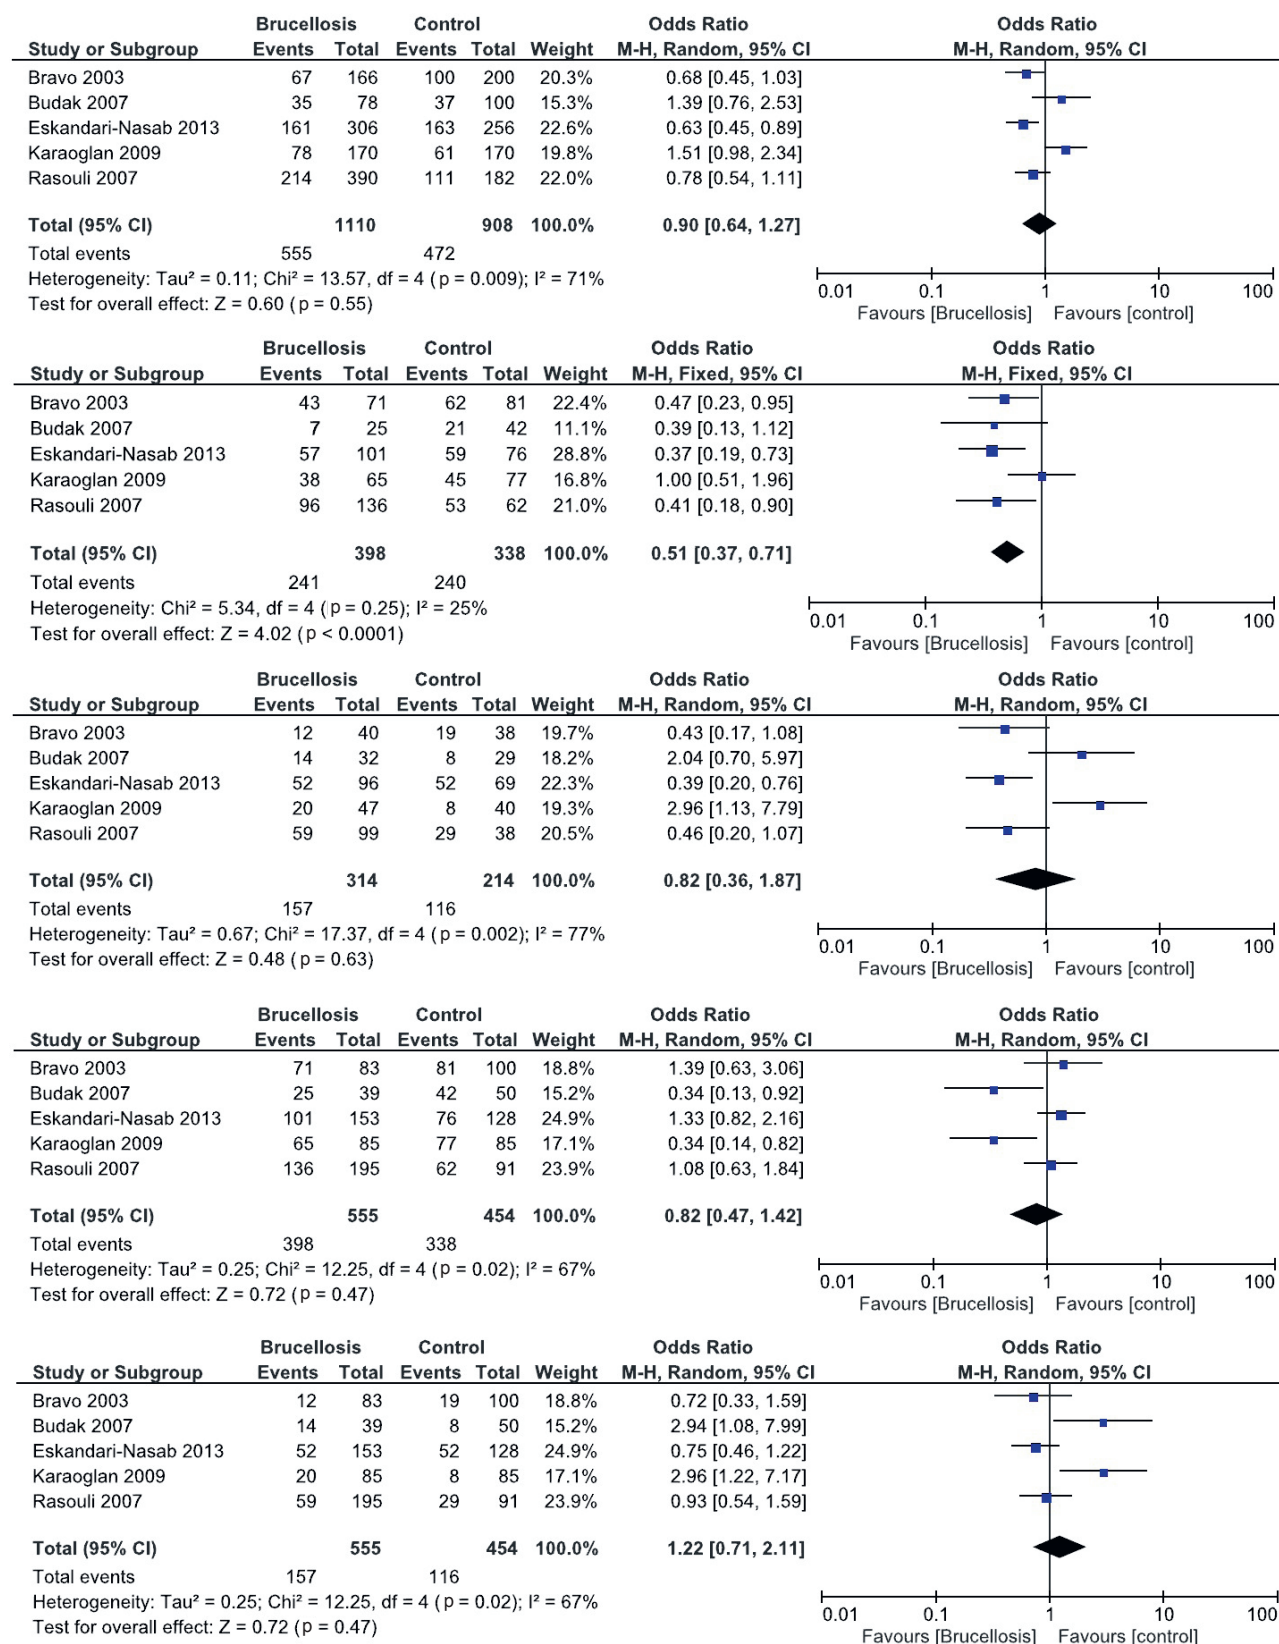 Brucellosis Control Odds Ratio Odds Ratio
Study or Subgroup Events Total Events Total Weight M-H, Random, 95% CI M-H, Random, 95% CI
Bravo 2003 67 166 100 200 20.3% 0.68 [0.45, 1.03]
Budak 2007 35 78 37 100 15.3% 1.39 [0.76, 2.53]
Eskandari-Nasab 2013 161 306 163 256 22.6% 0.63 [0.45, 0.89]
Karaoglan 2009 78 170 61 170 19.8% 1.51 [0.98, 2.34]
Rasouli 2007 214 390 111 182 22.0% 0.78 [0.54, 1.11]
Total (95% CI) 1110 908 100.0% 0.90 [0.64, 1.27]
Total events 555 472
Heterogeneity: Tau² = 0.11; Chi² = 13.57, df = 4 (p = 0.009); I² = 71%
Test for overall effect: Z = 0.60 (p = 0.55)
0.01 0.1 1 10 100
Favours [Brucellosis] Favours [control]
Brucellosis Control Odds Ratio Odds Ratio
Study or Subgroup Events Total Events Total Weight M-H, Fixed, 95% CI M-H, Fixed, 95% CI
Bravo 2003 43 71 62 81 22.4% 0.47 [0.23, 0.95]
Budak 2007 7 25 21 42 11.1% 0.39 [0.13, 1.12]
Eskandari-Nasab 2013 57 101 59 76 28.8% 0.37 [0.19, 0.73]
Karaoglan 2009 38 65 45 77 16.8% 1.00 [0.51, 1.96]
Rasouli 2007 96 136 53 62 21.0% 0.41 [0.18, 0.90]
Total (95% CI) 398 338 100.0% 0.51 [0.37, 0.71]
Total events 241 240
Heterogeneity: Chi² = 5.34, df = 4 (p = 0.25); I² = 25%
Test for overall effect: Z = 4.02 (p < 0.0001)
0.01 0.1 1 10 100
Favours [Brucellosis] Favours [control]
Brucellosis Control Odds Ratio Odds Ratio
Study or Subgroup Events Total Events Total Weight M-H, Random, 95% CI M-H, Random, 95% CI
Bravo 2003 12 40 19 38 19.7% 0.43 [0.17, 1.08]
Budak 2007 14 32 8 29 18.2% 2.04 [0.70, 5.97]
Eskandari-Nasab 2013 52 96 52 69 22.3% 0.39 [0.20, 0.76]
Karaoglan 2009 20 47 8 40 19.3% 2.96 [1.13, 7.79]
Rasouli 2007 59 99 29 38 20.5% 0.46 [0.20, 1.07]
Total (95% CI) 314 214 100.0% 0.82 [0.36, 1.87]
Total events 157 116
Heterogeneity: Tau² = 0.67; Chi² = 17.37, df = 4 (p = 0.002); I² = 77%
Test for overall effect: Z = 0.48 (p = 0.63)
0.01 0.1 1 10 100
Favours [Brucellosis] Favours [control]
Brucellosis Control Odds Ratio Odds Ratio
Study or Subgroup Events Total Events Total Weight M-H, Random, 95% CI M-H, Random, 95% CI
Bravo 2003 71 83 81 100 18.8% 1.39 [0.63, 3.06]
Budak 2007 25 39 42 50 15.2% 0.34 [0.13, 0.92]
Eskandari-Nasab 2013 101 153 76 128 24.9% 1.33 [0.82, 2.16]
Karaoglan 2009 65 85 77 85 17.1% 0.34 [0.14, 0.82]
Rasouli 2007 136 195 62 91 23.9% 1.08 [0.63, 1.84]
Total (95% CI) 555 454 100.0% 0.82 [0.47, 1.42]
Total events 398 338
Heterogeneity: Tau² = 0.25; Chi² = 12.25, df = 4 (p = 0.02); I² = 67%
Test for overall effect: Z = 0.72 (p = 0.47)
0.01 0.1 1 10 100
Favours [Brucellosis] Favours [control]
Brucellosis Control Odds Ratio Odds Ratio
Study or Subgroup Events Total Events Total Weight M-H, Random, 95% CI M-H, Random, 95% CI
Bravo 2003 12 83 19 100 18.8% 0.72 [0.33, 1.59]
Budak 2007 14 39 8 50 15.2% 2.94 [1.08, 7.99]
Eskandari-Nasab 2013 52 153 52 128 24.9% 0.75 [0.46, 1.22]
Karaoglan 2009 20 85 8 85 17.1% 2.96 [1.22, 7.17]
Rasouli 2007 59 195 29 91 23.9% 0.93 [0.54, 1.59]
Total (95% CI) 555 454 100.0% 1.22 [0.71, 2.11]
Total events 157 116
Heterogeneity: Tau² = 0.25; Chi² = 12.25, df = 4 (p = 0.02); I² = 67%
Test for overall effect: Z = 0.72 (p = 0.47)
0.01 0.1 1 10 100
Favours [Brucellosis] Favours [control]